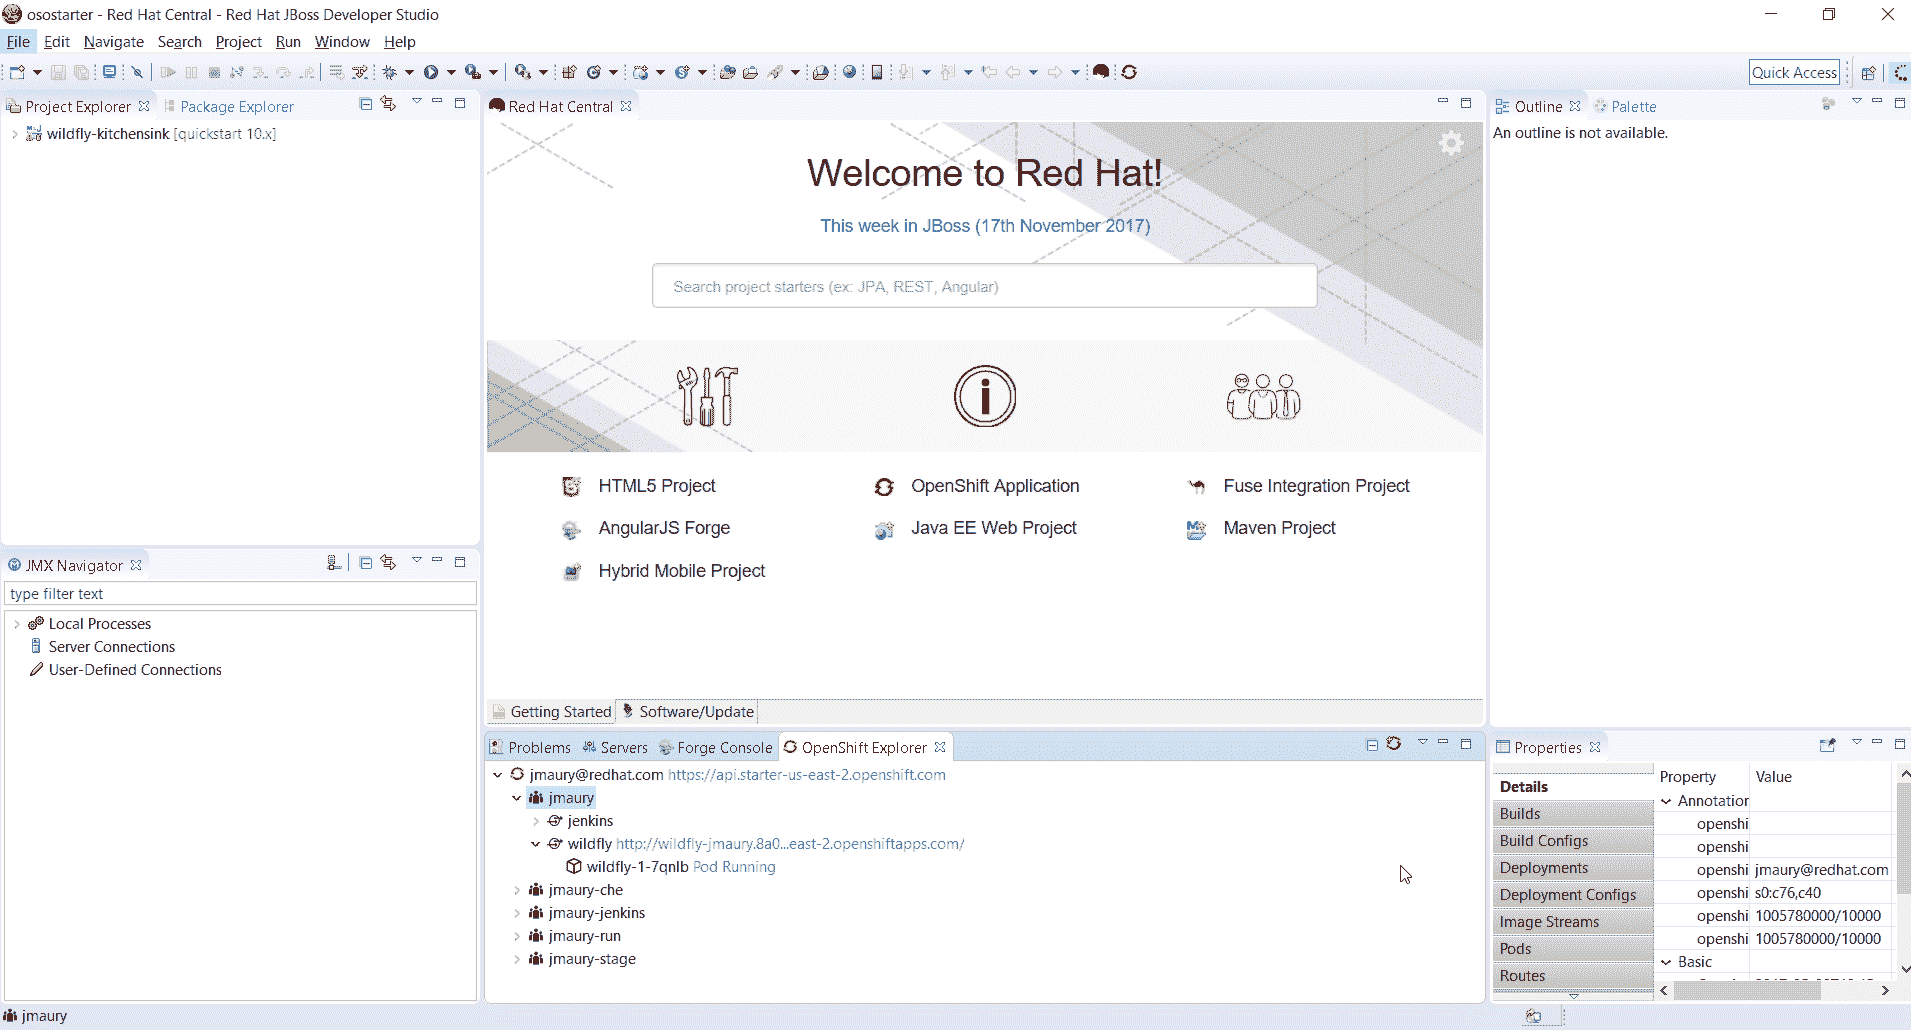 osostarter - Red Hat Central - Red Hat JBoss Developer Studio
File Edit Navigate Search Project Run Window Help
Quick Access
Project Explorer Package Explorer
wildfly-kitchensink [quickstart 10.x]
JMX Navigator
type filter text
Local Processes
Server Connections
User-Defined Connections
Red Hat Central
Welcome to Red Hat!
This week in JBoss (17th November 2017)
Search project starters (ex: JPA, REST, Angular)
HTML5 Project OpenShift Application Fuse Integration Project
AngularJS Forge Java EE Web Project Maven Project
Hybrid Mobile Project
Getting Started Software/Update
Problems Servers Forge Console OpenShift Explorer
jmaury@redhat.com https://api.starter-us-east-2.openshift.com
jmaury
jenkins
wildfly http://wildfly-jmaury.8a0...east-2.openshiftapps.com/
wildfly-1-7qnlb Pod Running
jmaury-che
jmaury-jenkins
jmaury-run
jmaury-stage
Outline Palette
An outline is not available.
Properties
Details
Builds
Build Configs
Deployments
Deployment Configs
Image Streams
Pods
Routes
Property Value
Annotation
openshi
openshi
openshi jmaury@redhat.com
openshi s0:c76,c40
openshi 1005780000/10000
openshi 1005780000/10000
Basic
jmaury